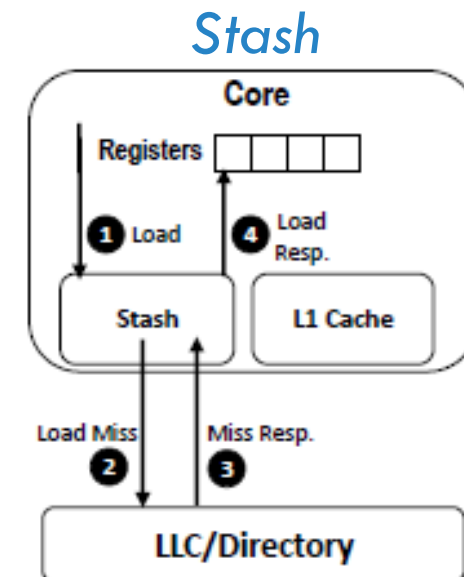 Stash
Core
Registers
1 Load
4 Load
Resp.
Stash
L1 Cache
Load Miss
2
Miss Resp.
3
LLC/Directory